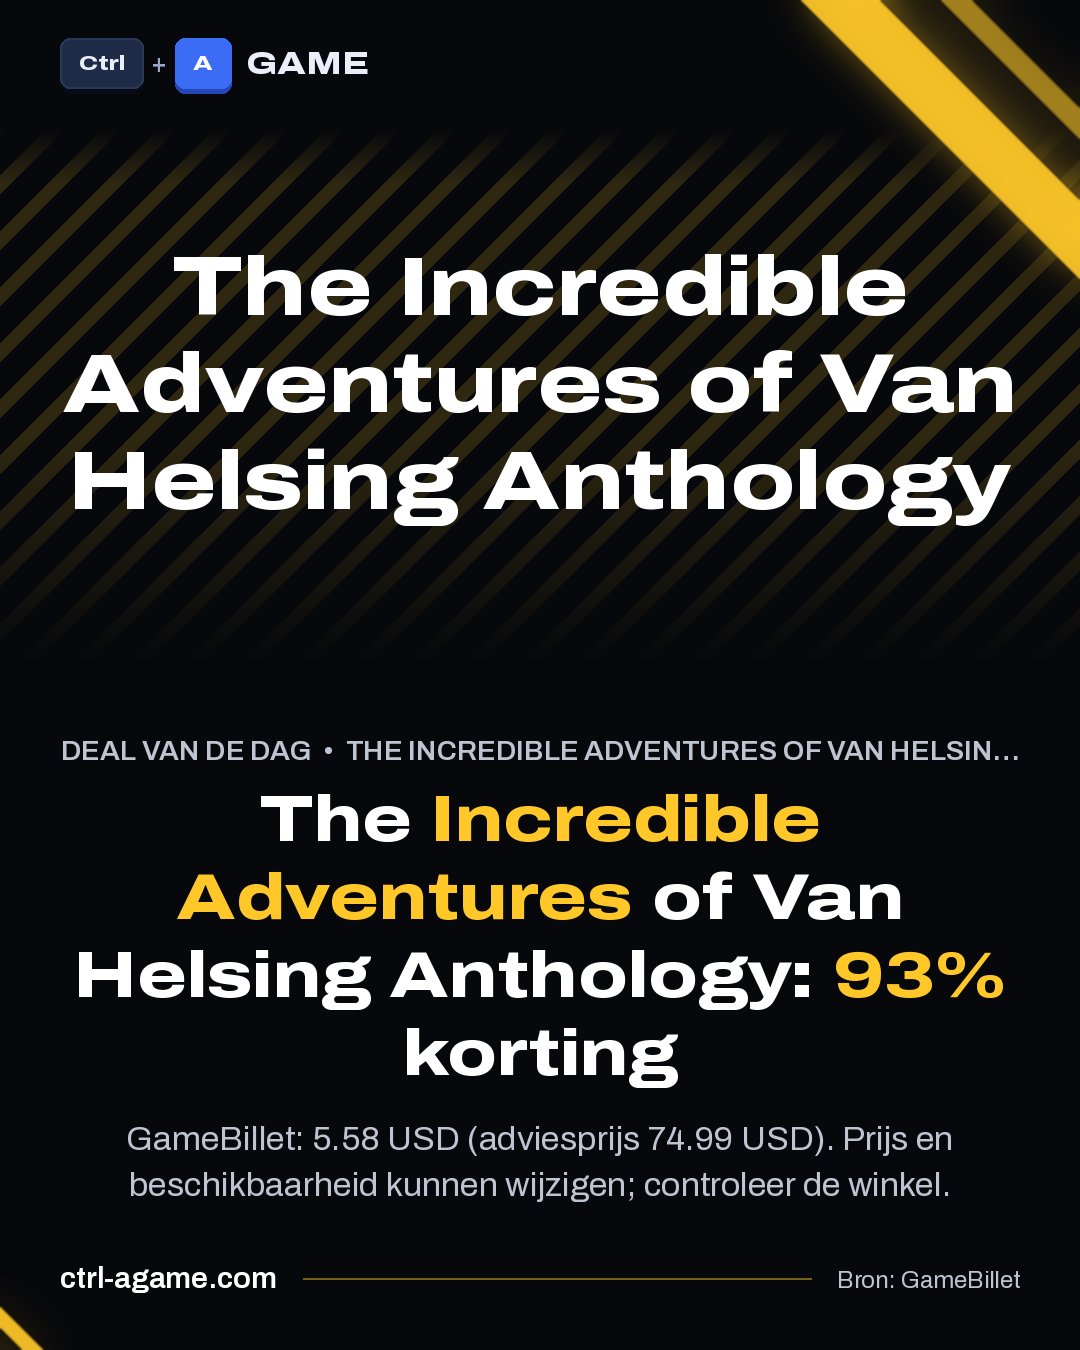 Ctrl + A GAME
The Incredible
Adventures of Van
Helsing Anthology
DEAL VAN DE DAG • THE INCREDIBLE ADVENTURES OF VAN HELSIN...
The Incredible
Adventures of Van
Helsing Anthology: 93%
korting
GameBillet: 5.58 USD (adviesprijs 74.99 USD). Prijs en
beschikbaarheid kunnen wijzigen; controleer de winkel.
ctrl-agame.com
Bron: GameBillet